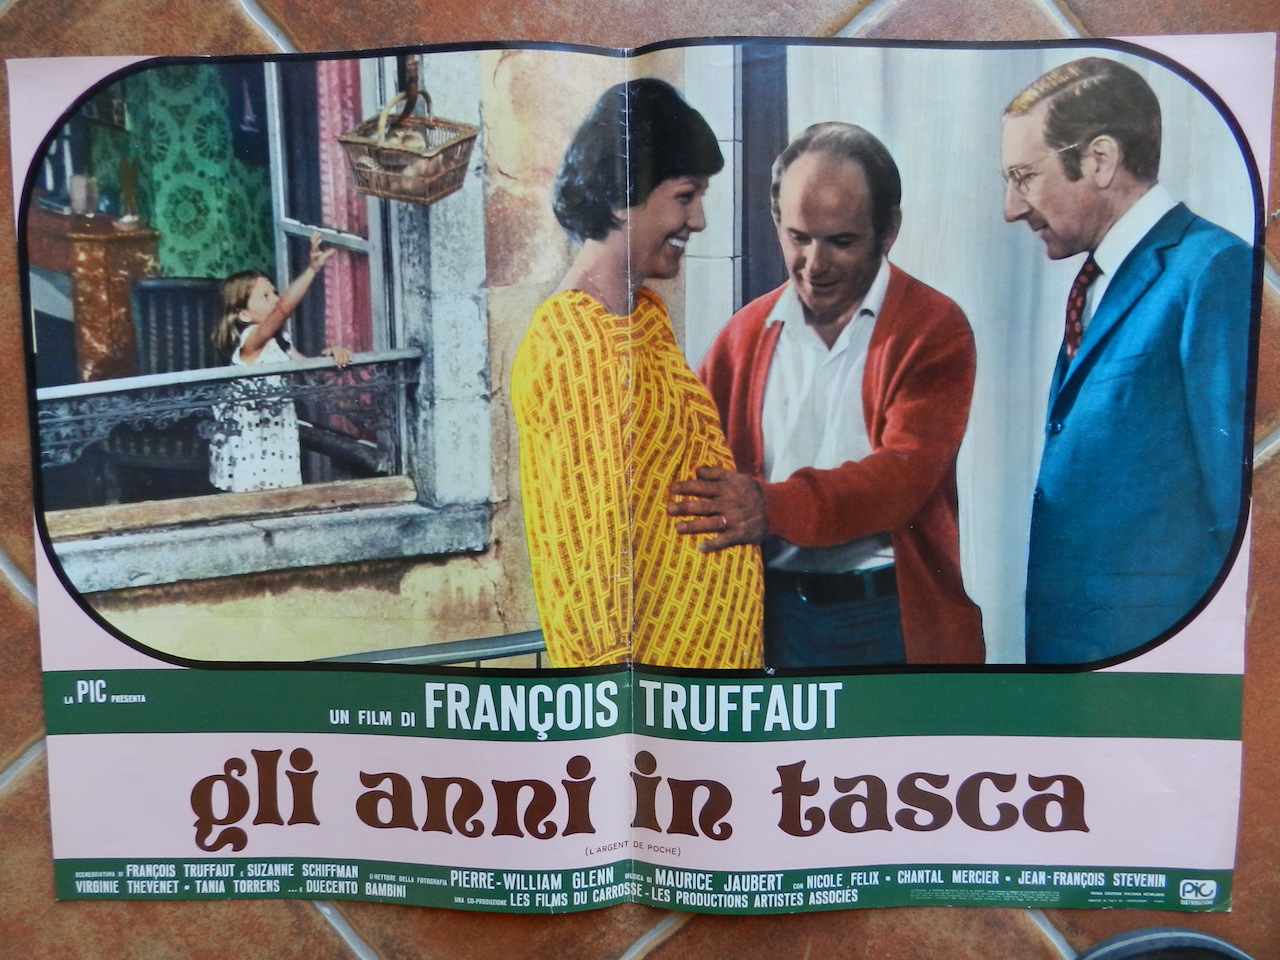 LA PIC PRESENTA
UN FILM DI FRANÇOIS TRUFFAUT
gli anni in tasca
(L'ARGENT DE POCHE)
SCENEGGIATURA DI FRANÇOIS TRUFFAUT E SUZANNE SCHIFFMAN DIRETTORE DELLA FOTOGRAFIA PIERRE-WILLIAM GLENN MUSICA DI MAURICE JAUBERT CON NICOLE FELIX • CHANTAL MERCIER • JEAN-FRANÇOIS STEVENIN
VIRGINIE THEVENET • TANIA TORRENS ... E DUECENTO BAMBINI UNA CO-PRODUZIONE LES FILMS DU CARROSSE - LES PRODUCTIONS ARTISTES ASSOCIÉS
PIC
DISTRIBUZIONE